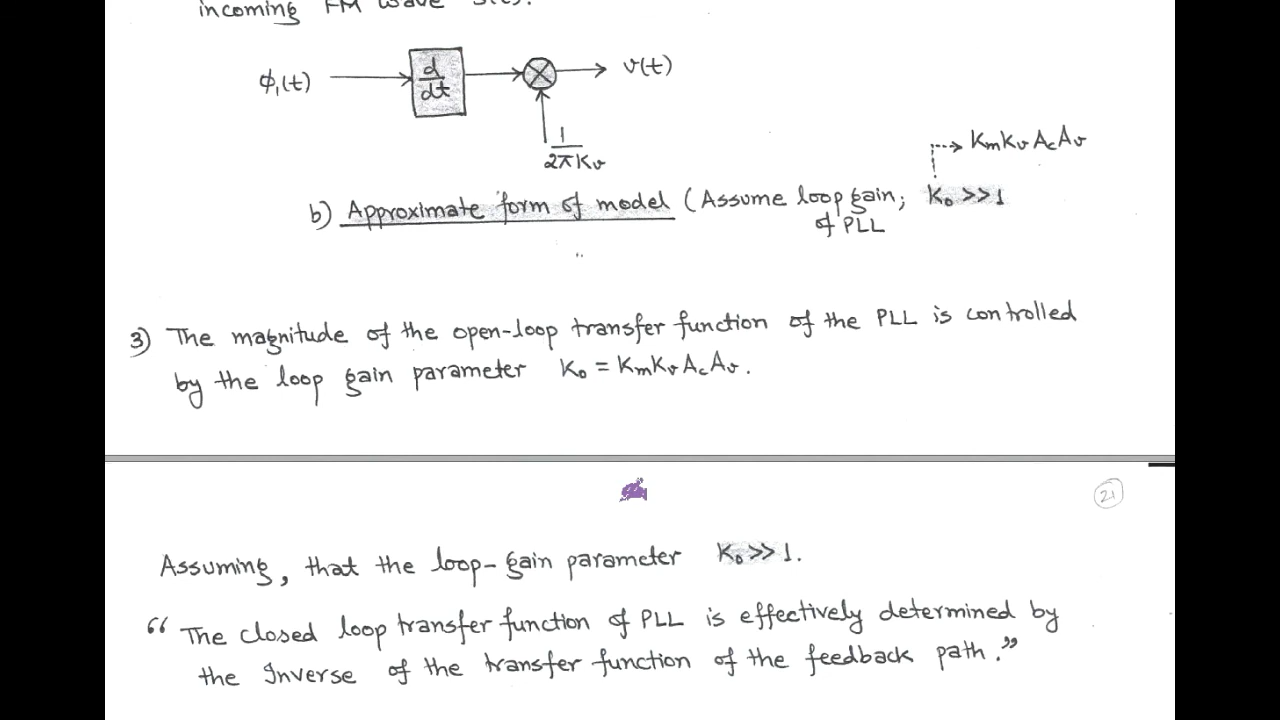 incoming FM wave S(t).
ϕ₁(t) d/dt v(t)
1/2πKv
KmKvAcAv
b) Approximate form of model (Assume loop gain; K₀ >> 1
of PLL
3) The magnitude of the open-loop transfer function of the PLL is controlled
by the loop gain parameter K₀ = KmKvAcAv.
21
Assuming, that the loop-gain parameter K₀ >> 1.
“ The closed loop transfer function of PLL is effectively determined by
the Inverse of the transfer function of the feedback path.”